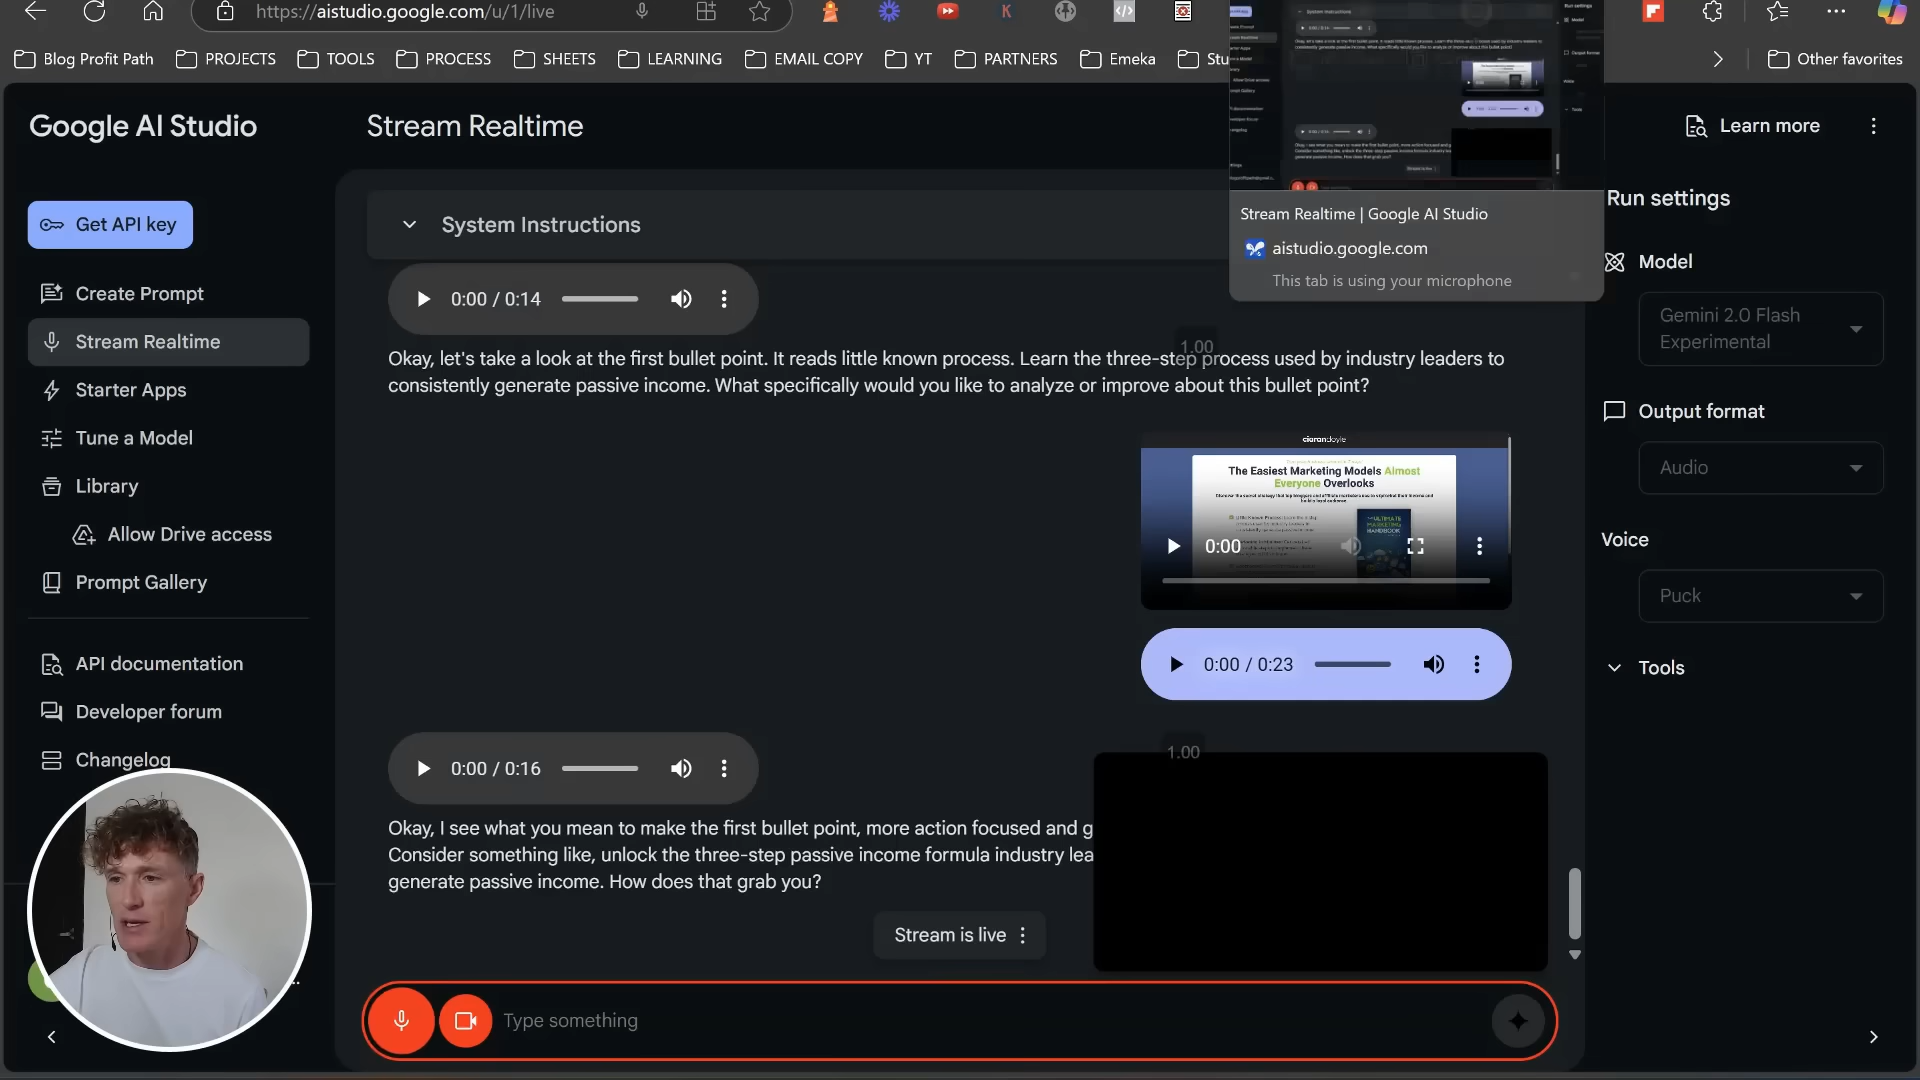 https://aistudio.google.com/u/1/live
Blog Profit Path
PROJECTS
TOOLS
PROCESS
SHEETS
LEARNING
EMAIL COPY
YT
PARTNERS
Emeka
Stu
Other favorites
Google AI Studio
Stream Realtime
Learn more
Get API key
Create Prompt
Stream Realtime
Starter Apps
Tune a Model
Library
Allow Drive access
Prompt Gallery
API documentation
Developer forum
Changelog
System Instructions
0:00 / 0:14
1.00
Okay, let's take a look at the first bullet point. It reads little known process. Learn the three-step process used by industry leaders to
consistently generate passive income. What specifically would you like to analyze or improve about this bullet point?
ciarandoyle
The Easiest Marketing Models Almost
Everyone Overlooks
0:00
0:00 / 0:23
0:00 / 0:16
1.00
Okay, I see what you mean to make the first bullet point, more action focused and g
Consider something like, unlock the three-step passive income formula industry lea
generate passive income. How does that grab you?
Stream is live
Type something
Stream Realtime | Google AI Studio
aistudio.google.com
This tab is using your microphone
Run settings
Model
Gemini 2.0 Flash
Experimental
Output format
Audio
Voice
Puck
Tools